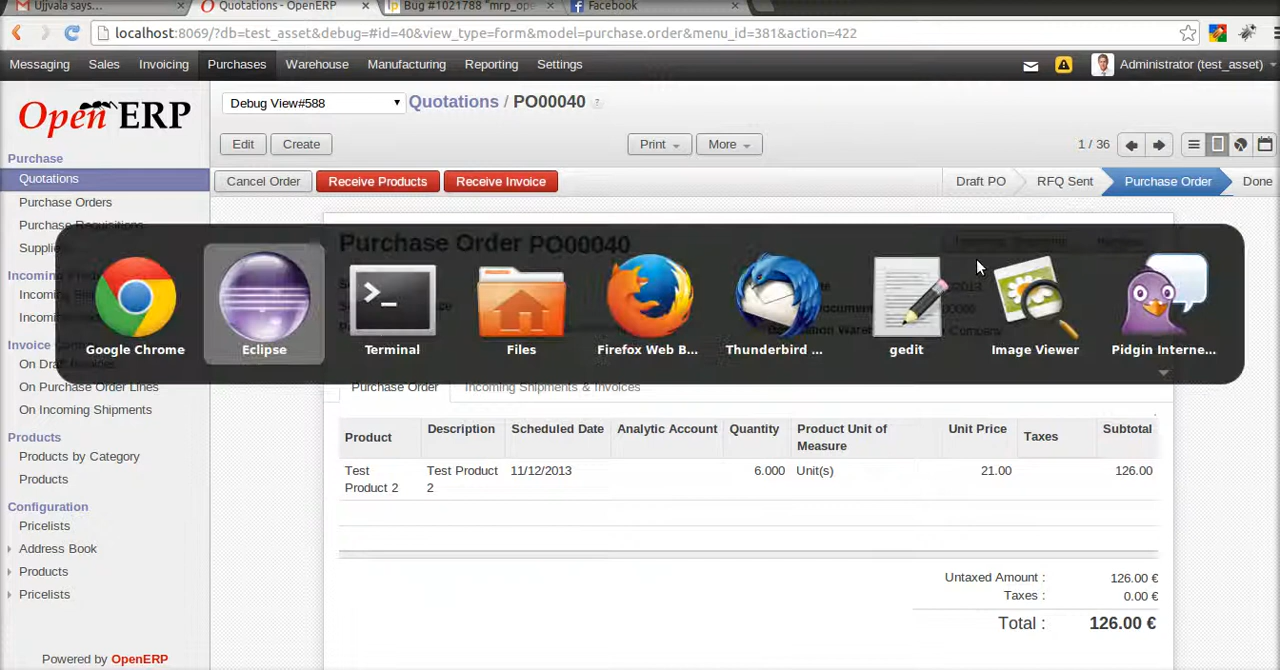 Ujjvala says...
Quotations - OpenERP
Bug #1021788 "mrp_ope
Facebook
localhost:8069/?db=test_asset&debug=#id=40&view_type=form&model=purchase.order&menu_id=381&action=422
Messaging Sales Invoicing Purchases Warehouse Manufacturing Reporting Settings
Administrator (test_asset)
Open ERP
Debug View#588
Quotations / PO00040 ?
Edit Create
Print More
1 / 36
Cancel Order Receive Products Receive Invoice
Draft PO RFQ Sent Purchase Order Done
Purchase
Quotations
Purchase Orders
Purchase Requisitions
Supplie
Incoming
Invoice
On Purchase Order Lines
On Incoming Shipments
Products
Products by Category
Products
Configuration
Pricelists
Address Book
Products
Pricelists
Powered by OpenERP
Purchase Order PO00040
Google Chrome
Eclipse
Terminal
Files
Firefox Web B...
Thunderbird ...
gedit
Image Viewer
Pidgin Interne...
Purchase Order
Incoming Shipments & Invoices
Product Description Scheduled Date Analytic Account Quantity Product Unit of Measure Unit Price Taxes Subtotal
Test Product 2 Test Product 2 11/12/2013 6.000 Unit(s) 21.00 126.00
Untaxed Amount : 126.00 €
Taxes : 0.00 €
Total : 126.00 €